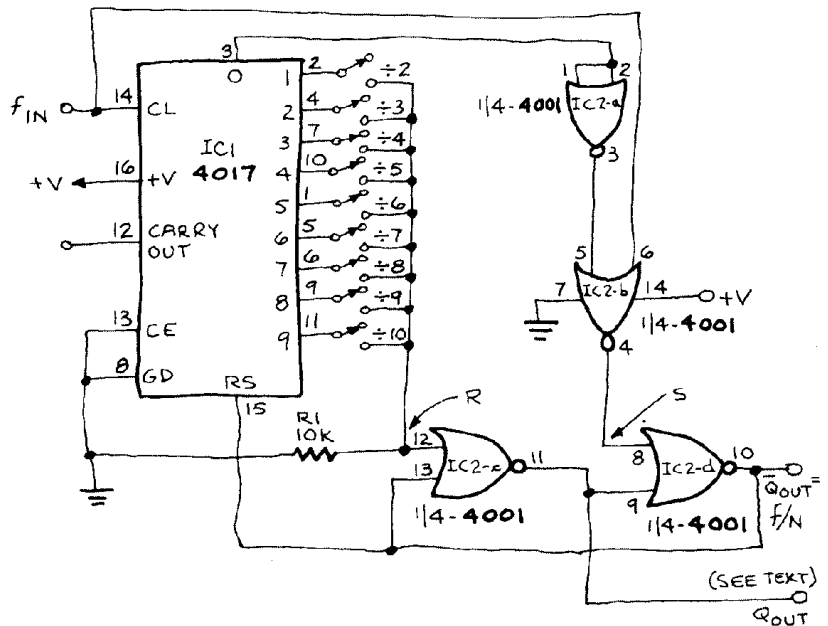 3
O
f IN
14
CL
16
+V
+V
12
CARRY
OUT
13
CE
8
GD
RS
15
IC1
4017
1
2
÷2
2
4
÷3
3
7
÷4
4
10
÷5
5
1
÷6
6
5
÷7
7
6
÷8
8
9
÷9
9
11
÷10
1
2
IC2-a
1/4-4001
3
5
6
7
IC2-b
14
+V
1/4-4001
4
R1
10K
R
12
13
IC2-c
11
1/4-4001
S
8
9
IC2-d
10
1/4-4001
Q̅OUT=
f/N
(SEE TEXT)
QOUT